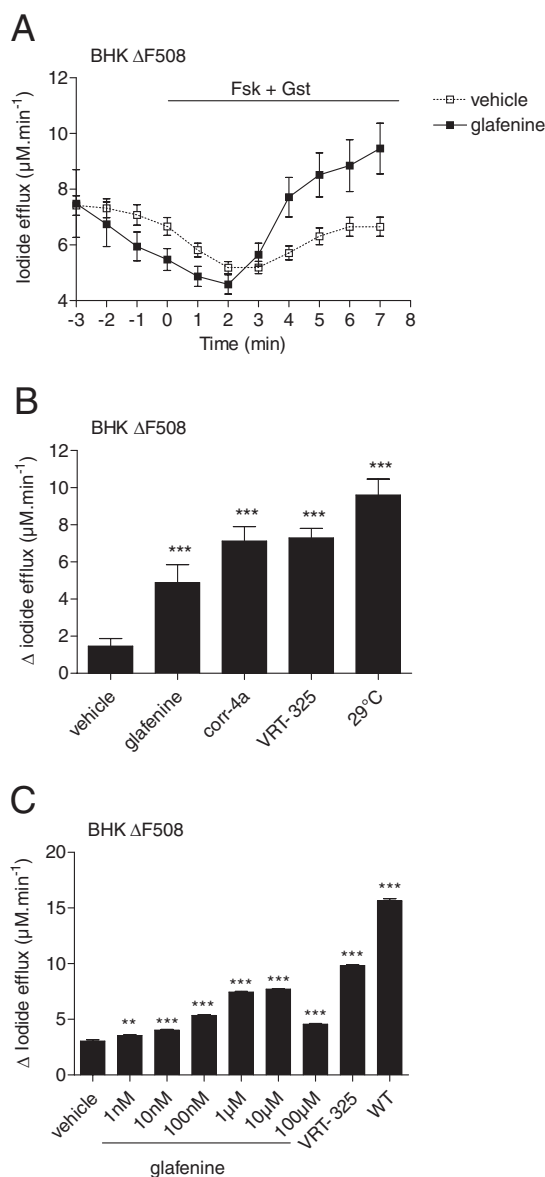 A
BHK ΔF508
Fsk + Gst
vehicle
glafenine
Iodide efflux (µM.min-1)
12
10
8
6
4
-3 -2 -1 0 1 2 3 4 5 6 7 8
Time (min)
B
BHK ΔF508
Δ iodide efflux (µM.min-1)
12
10
8
6
4
2
0
*** *** *** ***
vehicle glafenine corr-4a VRT-325 29°C
C
BHK ΔF508
Δ Iodide efflux (µM.min-1)
20
15
10
5
0
** *** *** *** *** *** *** ***
vehicle 1nM 10nM 100nM 1µM 10µM 100µM VRT-325 WT
glafenine